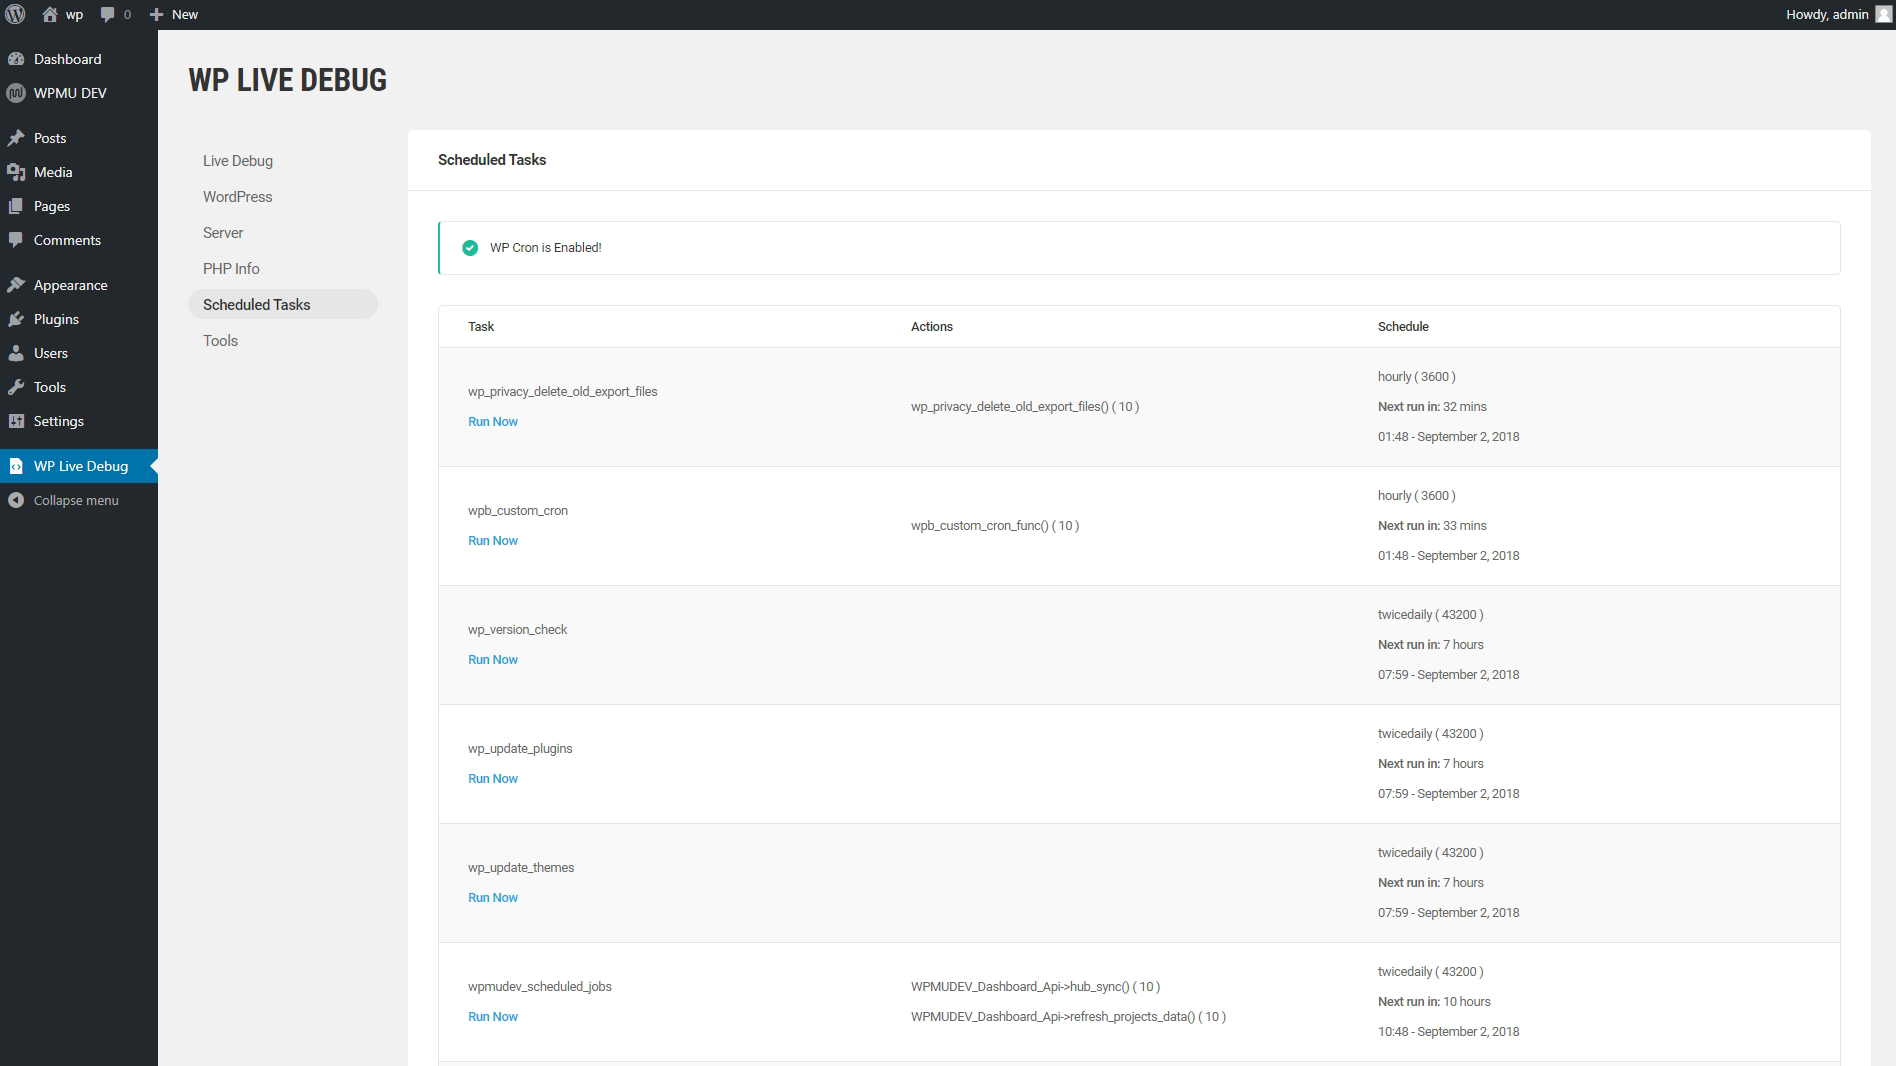 wp
0
New
Howdy, admin
Dashboard
WPMU DEV
Posts
Media
Pages
Comments
Appearance
Plugins
Users
Tools
Settings
WP Live Debug
Collapse menu
WP LIVE DEBUG
Live Debug
WordPress
Server
PHP Info
Scheduled Tasks
Tools
Scheduled Tasks
WP Cron is Enabled!
Task Actions Schedule
wp_privacy_delete_old_export_files
Run Now
wp_privacy_delete_old_export_files() ( 10 )
hourly ( 3600 )
Next run in: 32 mins
01:48 - September 2, 2018
wpb_custom_cron
Run Now
wpb_custom_cron_func() ( 10 )
hourly ( 3600 )
Next run in: 33 mins
01:48 - September 2, 2018
wp_version_check
Run Now
twicedaily ( 43200 )
Next run in: 7 hours
07:59 - September 2, 2018
wp_update_plugins
Run Now
twicedaily ( 43200 )
Next run in: 7 hours
07:59 - September 2, 2018
wp_update_themes
Run Now
twicedaily ( 43200 )
Next run in: 7 hours
07:59 - September 2, 2018
wpmudev_scheduled_jobs
Run Now
WPMUDEV_Dashboard_Api->hub_sync() ( 10 )
WPMUDEV_Dashboard_Api->refresh_projects_data() ( 10 )
twicedaily ( 43200 )
Next run in: 10 hours
10:48 - September 2, 2018